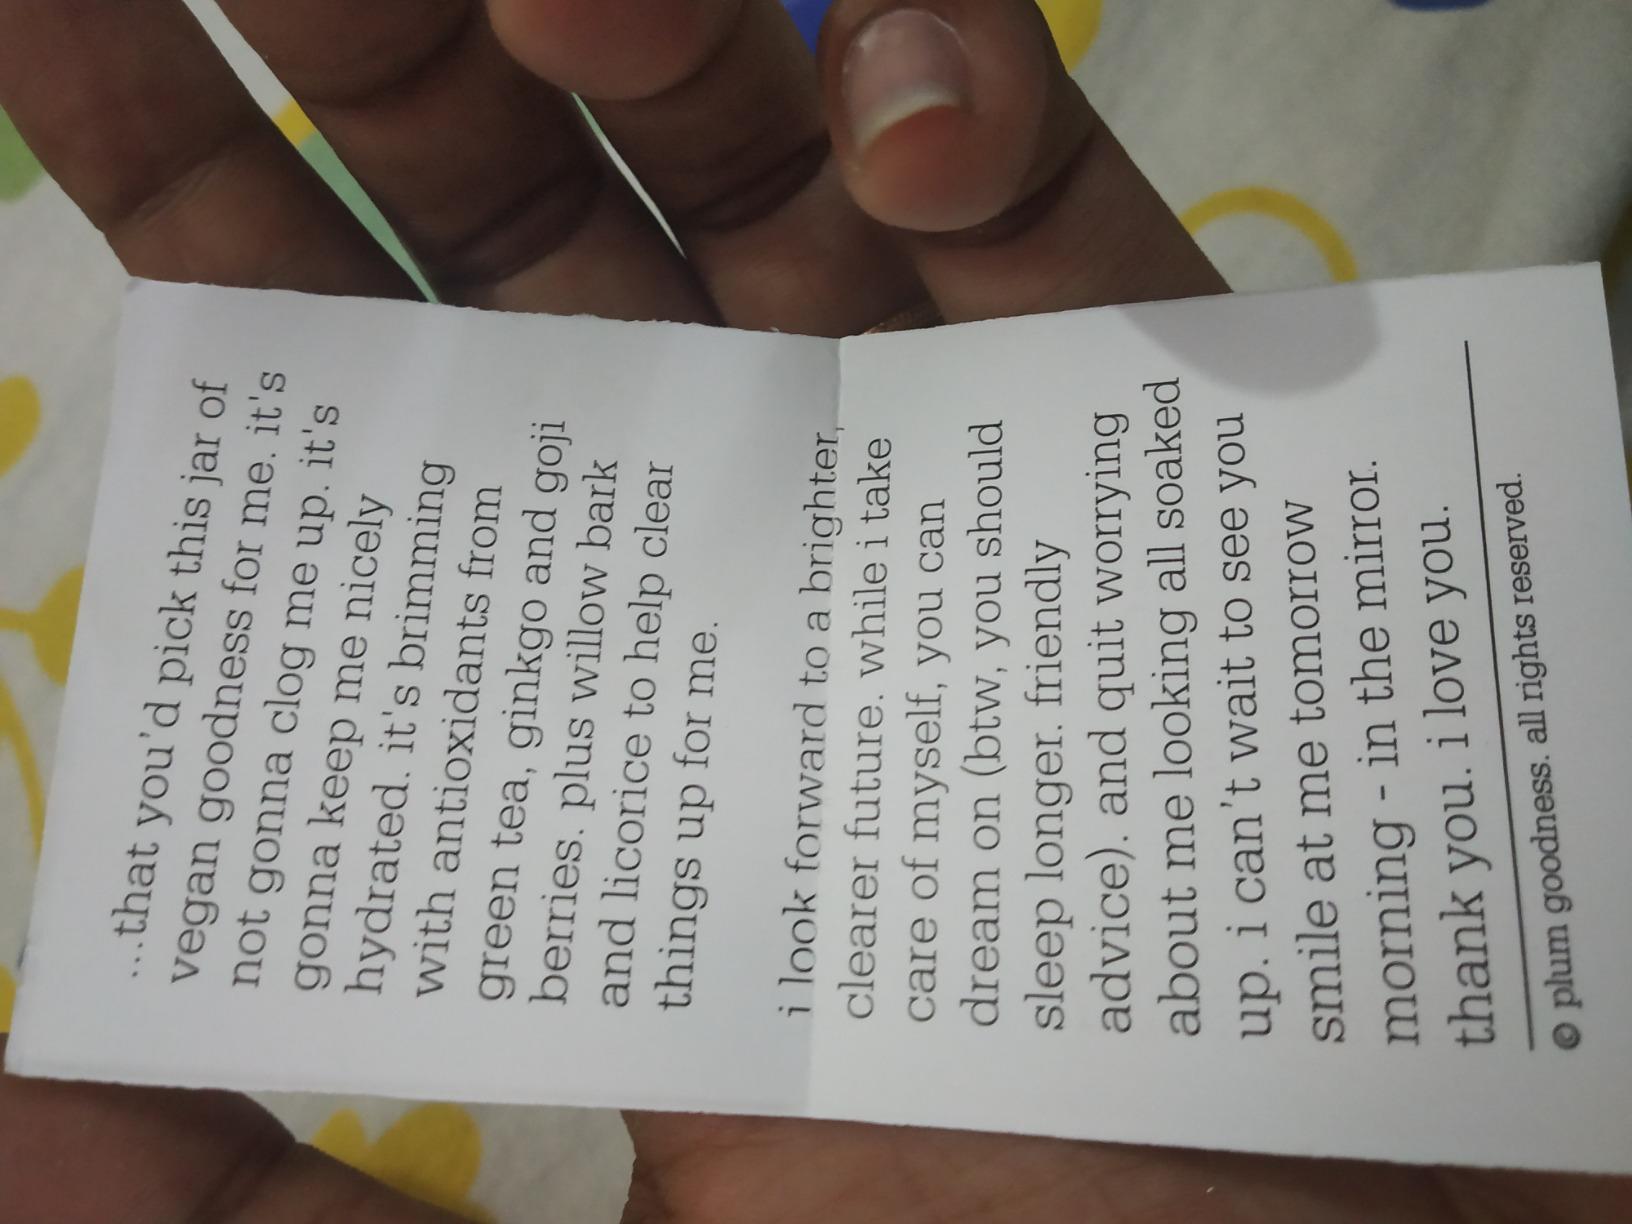 ...that you'd pick this jar of
vegan goodness for me. it's
not gonna clog me up. it's
gonna keep me nicely
hydrated. it's brimming
with antioxidants from
green tea, ginkgo and goji
berries. plus willow bark
and licorice to help clear
things up for me.
i look forward to a brighter,
clearer future. while i take
care of myself, you can
dream on (btw, you should
sleep longer. friendly
advice). and quit worrying
about me looking all soaked
up. i can't wait to see you
smile at me tomorrow
morning - in the mirror.
thank you. i love you.
© plum goodness. all rights reserved.